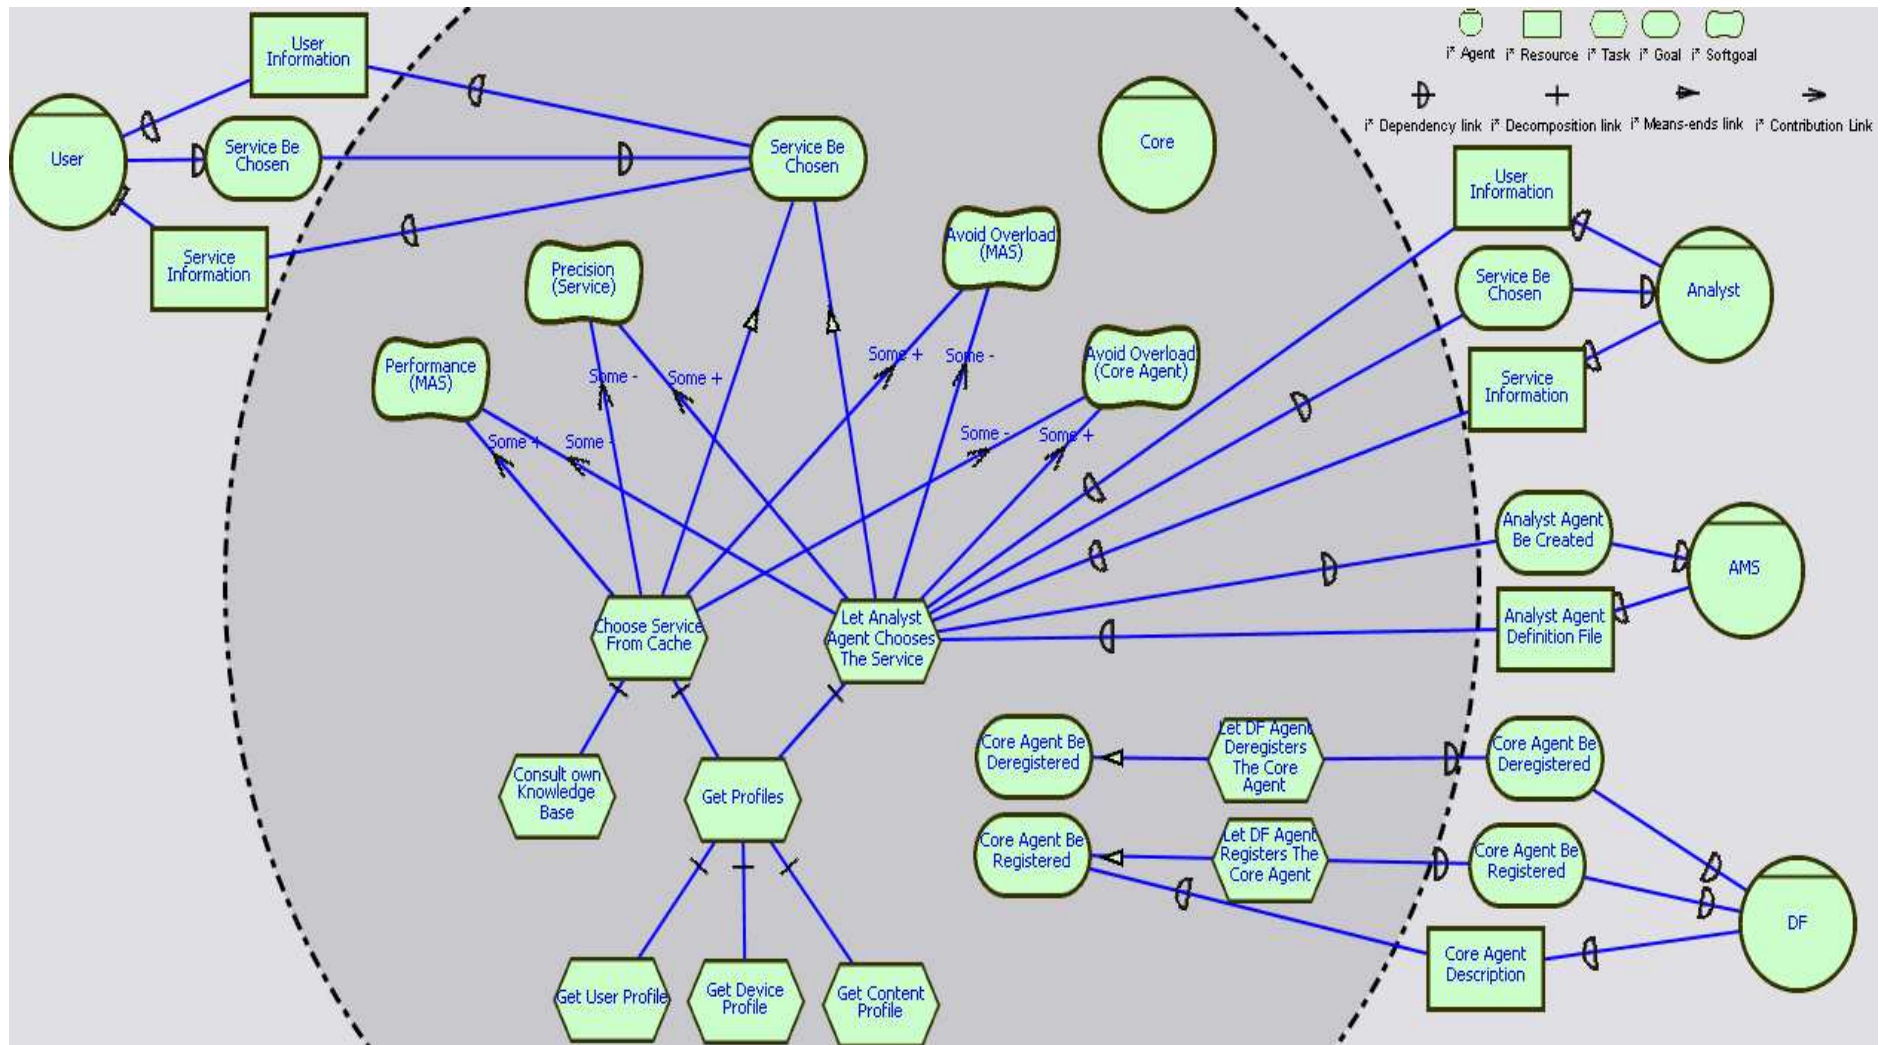 i* Agent
i* Resource
i* Task
i* Goal
i* Softgoal
i* Dependency link
i* Decomposition link
i* Means-ends link
i* Contribution Link
User
Information
User
Service Be
Chosen
Service
Information
Service Be
Chosen
Core
Precision
(Service)
Avoid Overload
(MAS)
Performance
(MAS)
Avoid Overload
(Core Agent)
Some +
Some -
Some -
Some +
Some +
Some -
Some -
Some +
User
Information
Service Be
Chosen
Analyst
Service
Information
Analyst Agent
Be Created
AMS
Analyst Agent
Definition File
Choose Service
From Cache
Let Analyst
Agent Chooses
The Service
Consult own
Knowledge
Base
Get Profiles
Get User Profile
Get Device
Profile
Get Content
Profile
Core Agent Be
Deregistered
Let DF Agent
Deregisters
The Core
Agent
Core Agent Be
Deregistered
Core Agent Be
Registered
Let DF Agent
Registers The
Core Agent
Core Agent Be
Registered
DF
Core Agent
Description